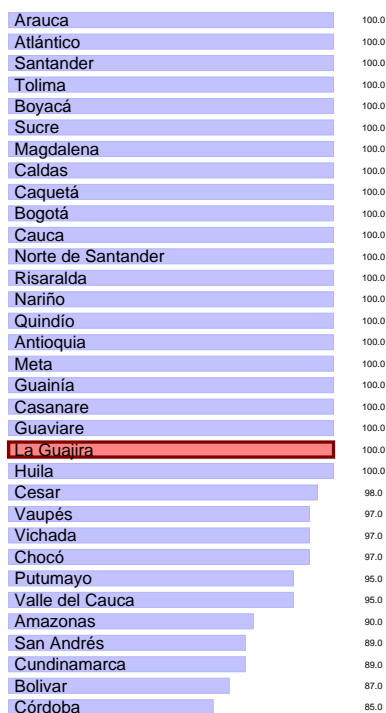 Arauca 100.0
Atlántico 100.0
Santander 100.0
Tolima 100.0
Boyacá 100.0
Sucre 100.0
Magdalena 100.0
Caldas 100.0
Caquetá 100.0
Bogotá 100.0
Cauca 100.0
Norte de Santander 100.0
Risaralda 100.0
Nariño 100.0
Quindío 100.0
Antioquia 100.0
Meta 100.0
Guainía 100.0
Casanare 100.0
Guaviare 100.0
La Guajira 100.0
Huila 100.0
Cesar 98.0
Vaupés 97.0
Vichada 97.0
Chocó 97.0
Putumayo 95.0
Valle del Cauca 95.0
Amazonas 90.0
San Andrés 89.0
Cundinamarca 89.0
Bolivar 87.0
Córdoba 85.0